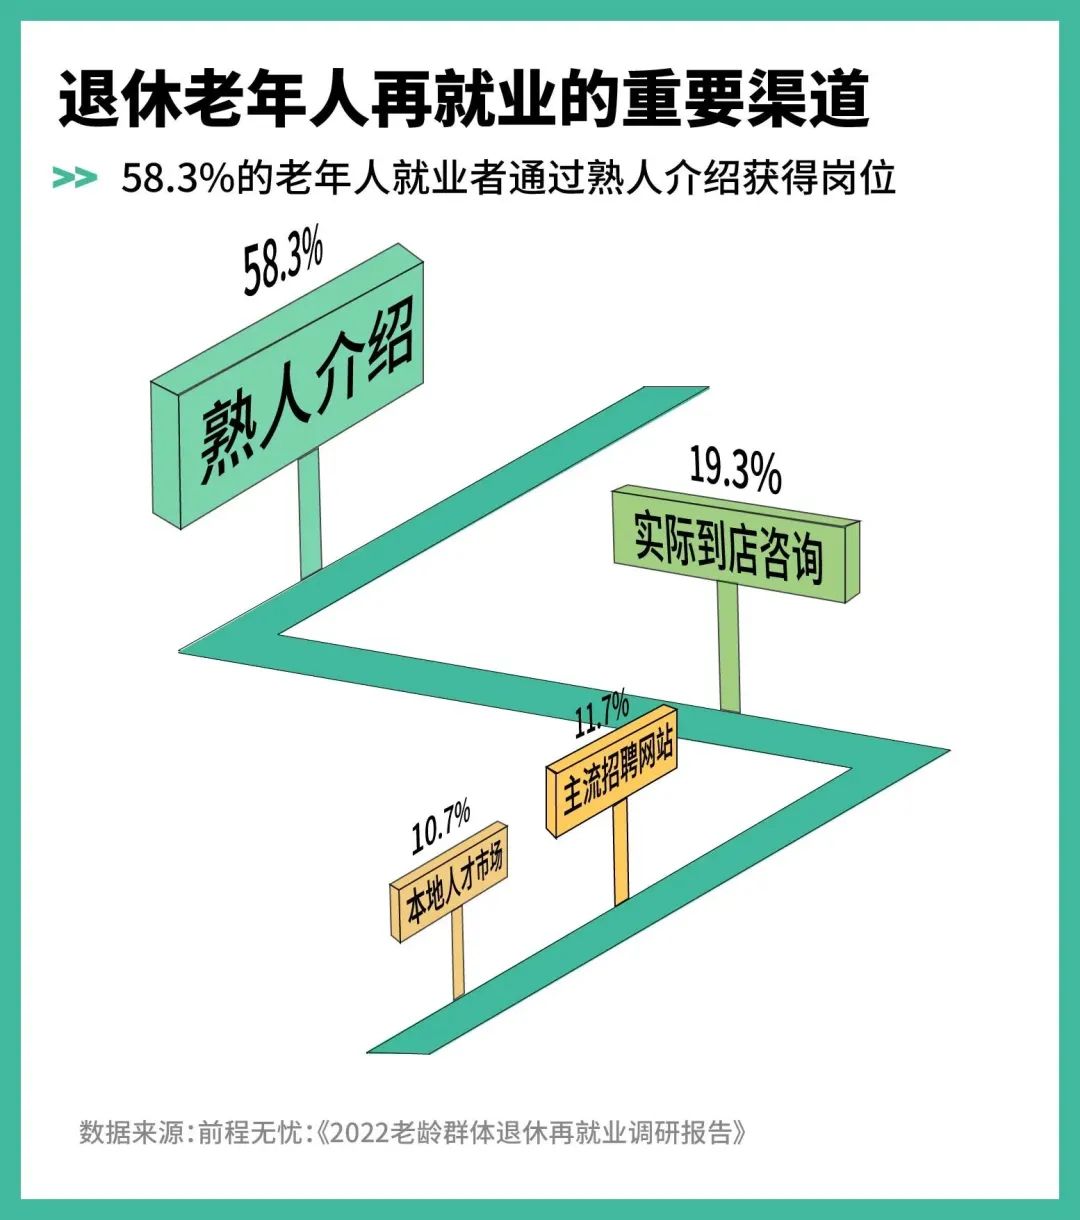 退休老年人再就业的重要渠道
>> 58.3%的老年人就业者通过熟人介绍获得岗位
58.3%
熟人介绍
19.3%
实际到店咨询
11.7%
主流招聘网站
10.7%
本地人才市场
数据来源:前程无忧:《2022老龄群体退休再就业调研报告》